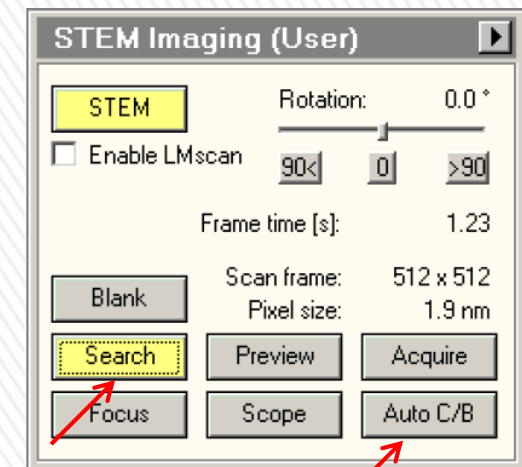 STEM Imaging (User)
STEM
Rotation: 0.0 °
Enable LMscan
90< 0 >90
Frame time [s]: 1.23
Scan frame: 512 x 512
Blank
Pixel size: 1.9 nm
Search Preview Acquire
Focus Scope Auto C/B